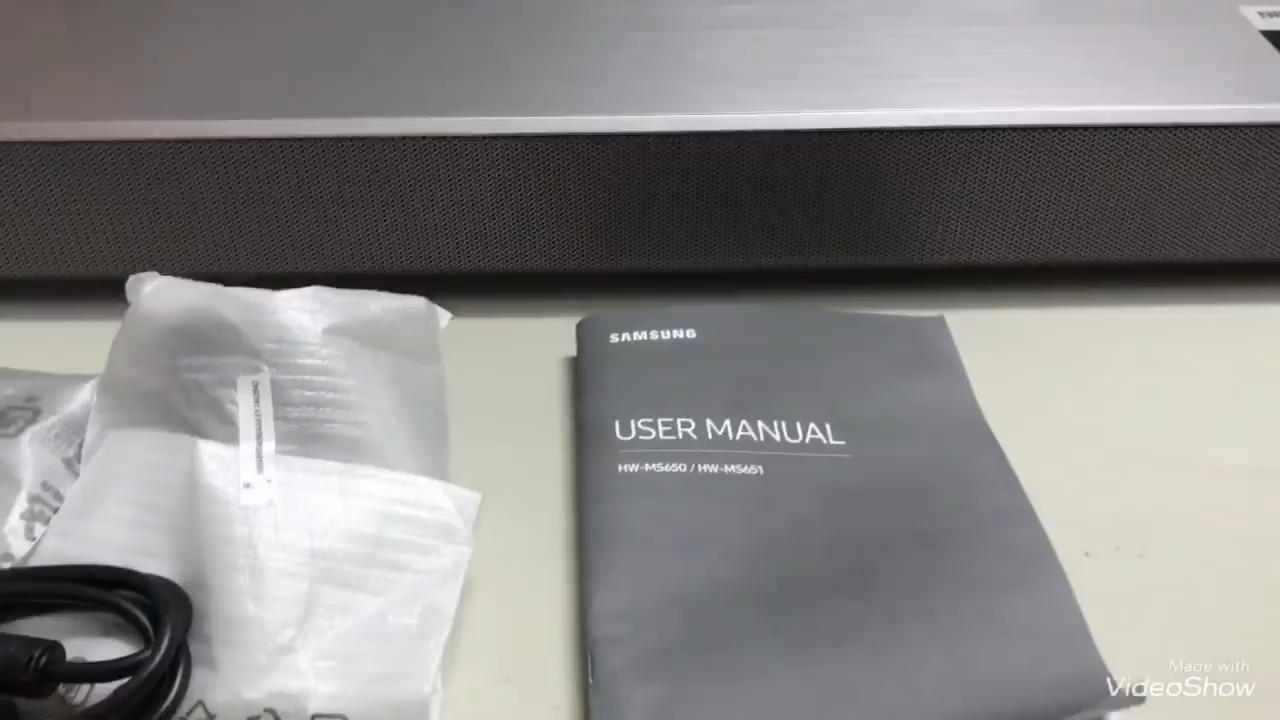 SAMSUNG
USER MANUAL
HW-MS650 / HW-MS651
Made with
VideoShow